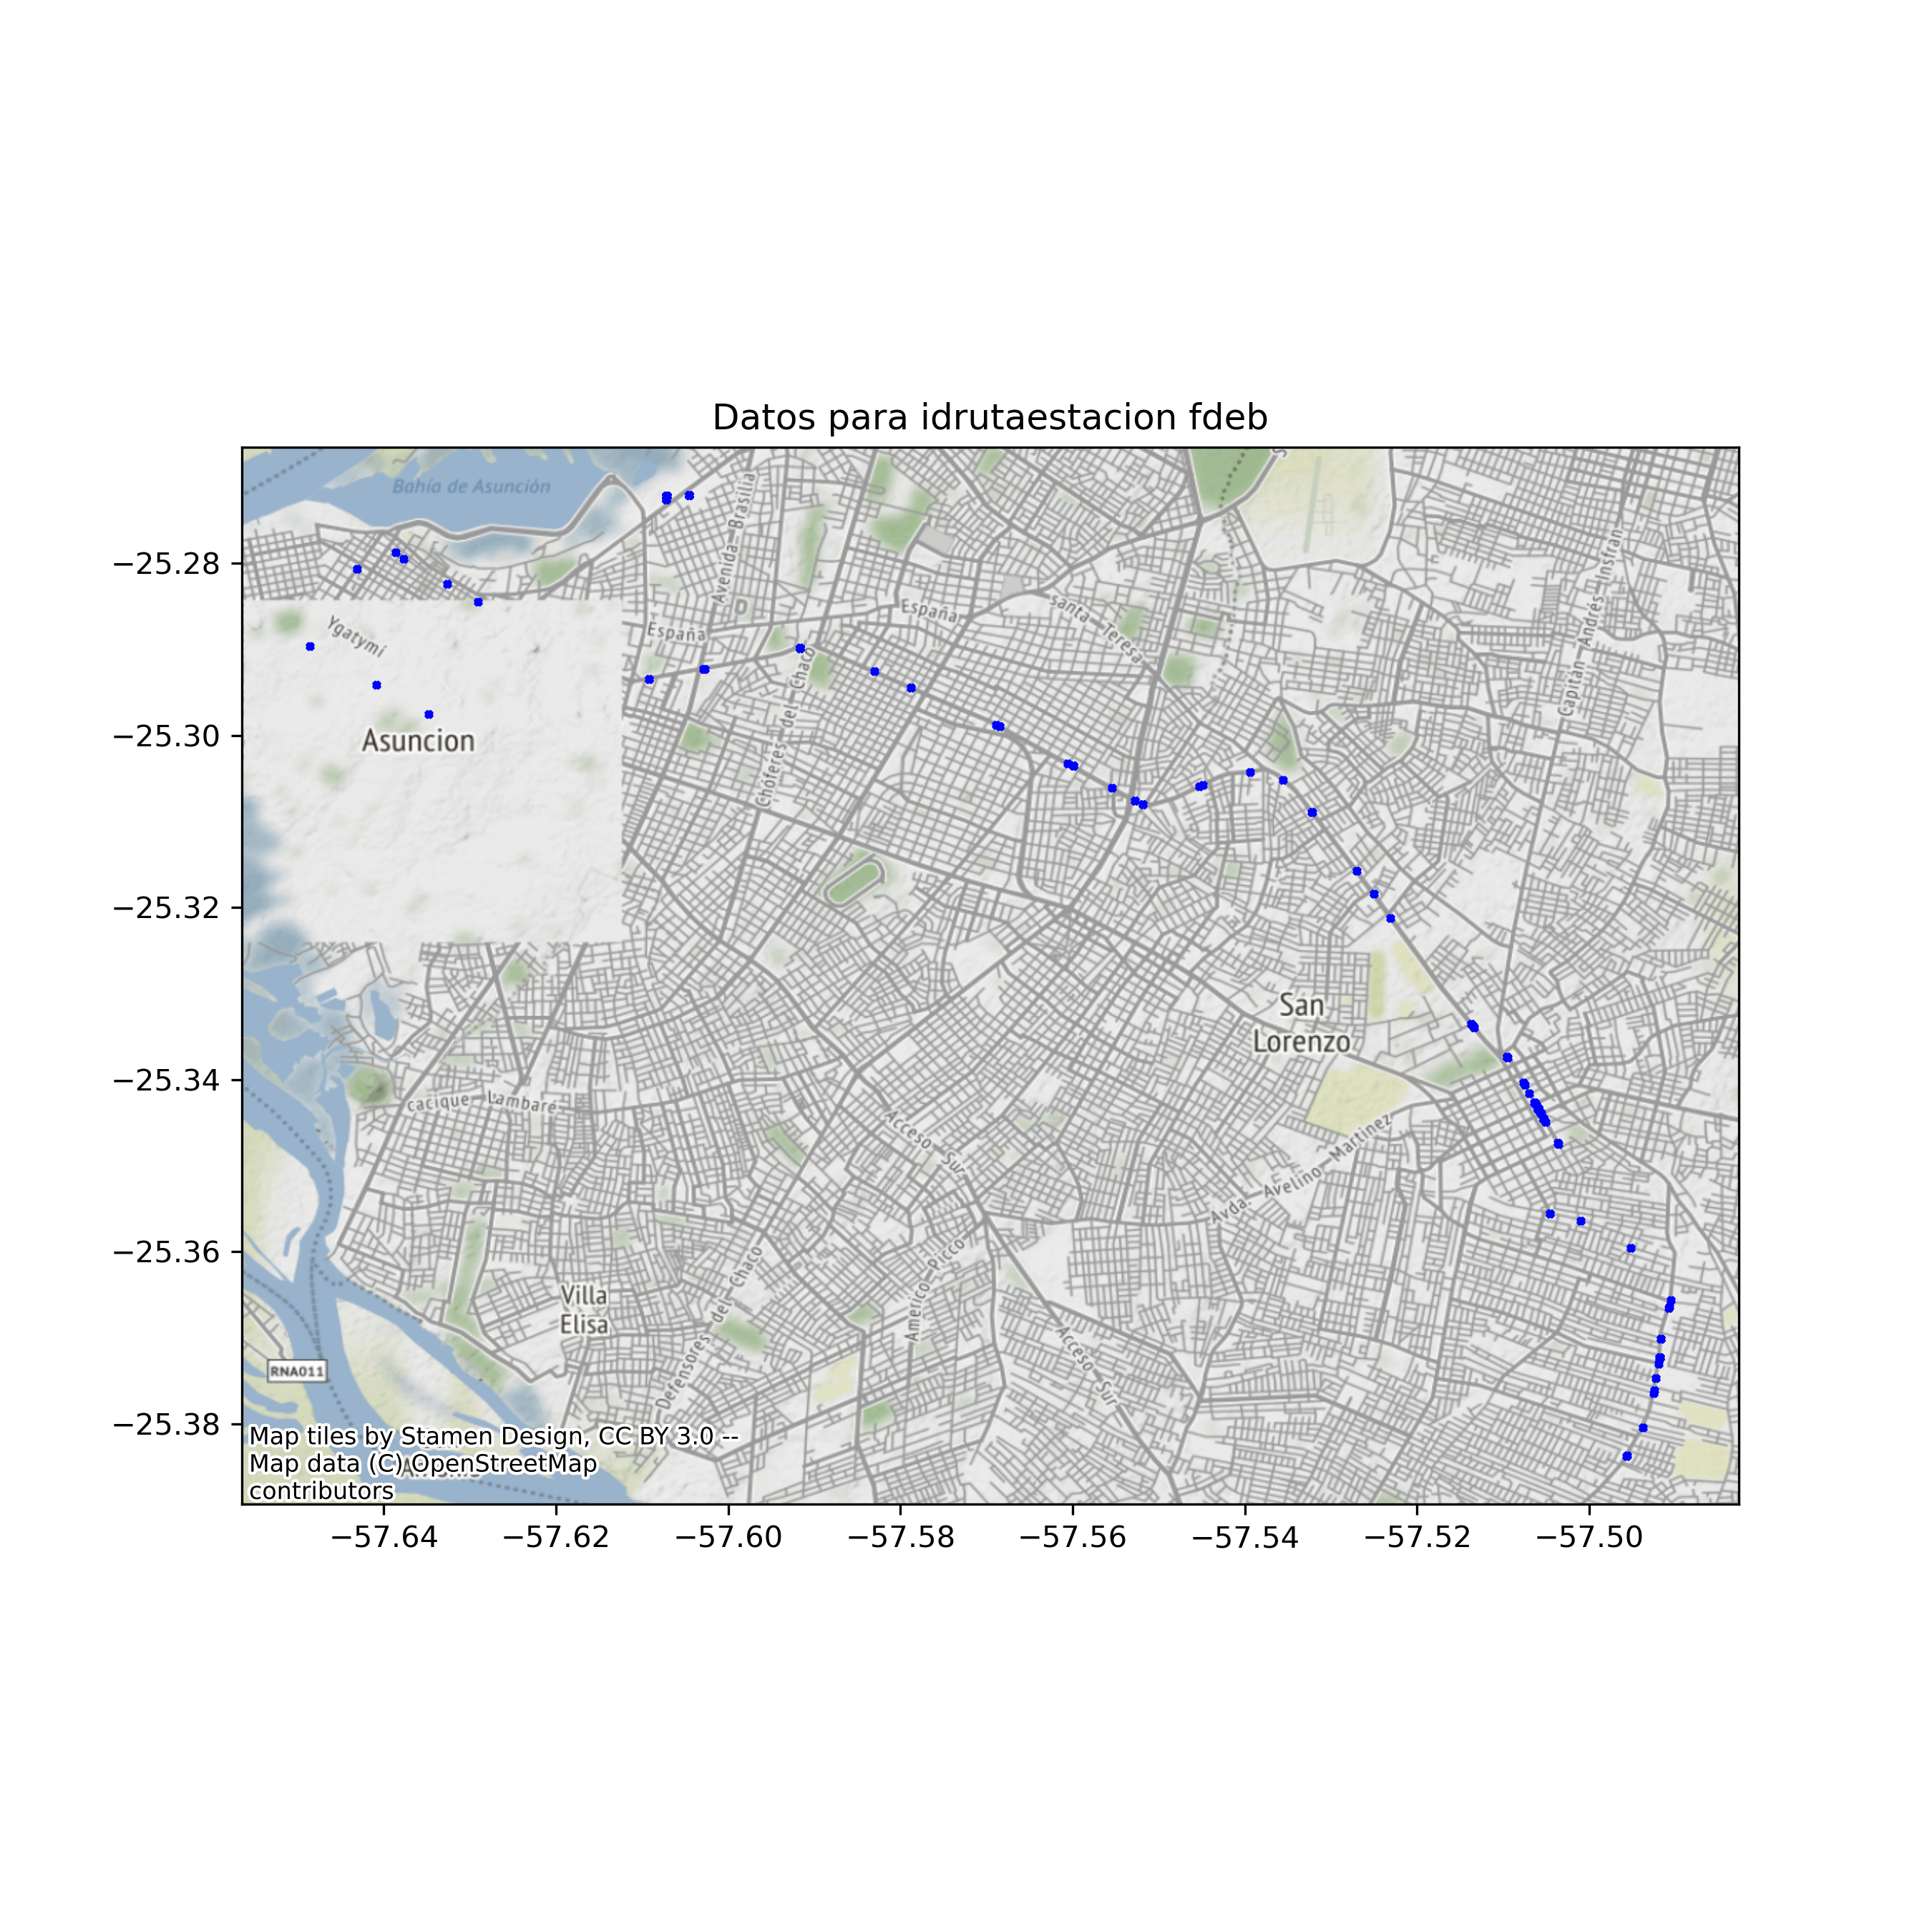 Datos para idrutaestacion fdeb
Bahía de Asunción
Avenida Brasilia
España
España
santa Teresa
Capitán Andrés Insfran
Ygatymí
Choferes del Chaco
Asuncion
San
Lorenzo
cacique Lambaré
Acceso Sur
Avda. Avelino Martinez
Villa
Elisa
Defensores del Chaco
Americo Picco
Acceso Sur
RNA011
Map tiles by Stamen Design, CC BY 3.0 --
Map data (C) OpenStreetMap
contributors
−25.28
−25.30
−25.32
−25.34
−25.36
−25.38
−57.64
−57.62
−57.60
−57.58
−57.56
−57.54
−57.52
−57.50